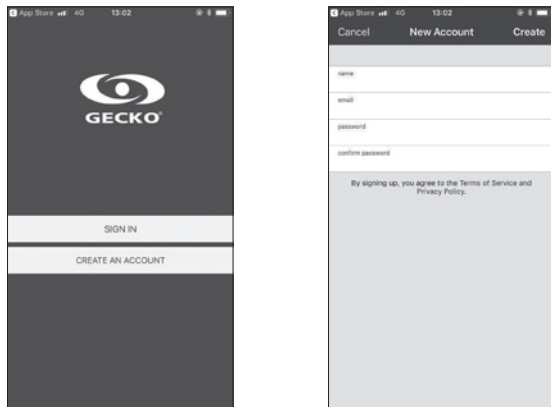 App Store 4G 13:02
GECKO
SIGN IN
CREATE AN ACCOUNT
App Store 4G 13:02
Cancel New Account Create
name
email
password
confirm password
By signing up, you agree to the Terms of Service and
Privacy Policy.